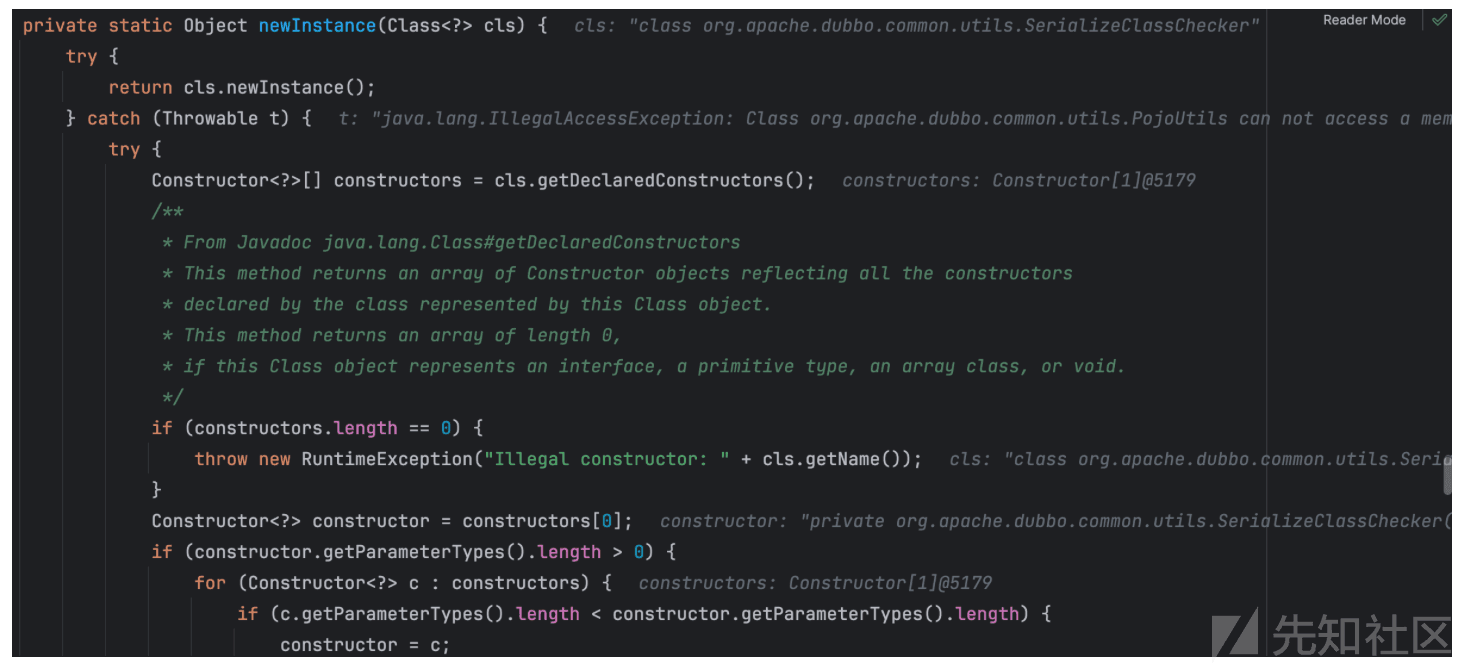 private static Object newInstance(Class<?> cls) {   cls: "class org.apache.dubbo.common.utils.SerializeClassChecker"
Reader Mode
try {
return cls.newInstance();
} catch (Throwable t) {   t: "java.lang.IllegalAccessException: Class org.apache.dubbo.common.utils.PojoUtils can not access a mem
try {
Constructor<?>[] constructors = cls.getDeclaredConstructors();   constructors: Constructor[1]@5179
/**
* From Javadoc java.lang.Class#getDeclaredConstructors
* This method returns an array of Constructor objects reflecting all the constructors
* declared by the class represented by this Class object.
* This method returns an array of length 0,
* if this Class object represents an interface, a primitive type, an array class, or void.
*/
if (constructors.length == 0) {
throw new RuntimeException("Illegal constructor: " + cls.getName());   cls: "class org.apache.dubbo.common.utils.Seria
}
Constructor<?> constructor = constructors[0];   constructor: "private org.apache.dubbo.common.utils.SerializeClassChecker(
if (constructor.getParameterTypes().length > 0) {
for (Constructor<?> c : constructors) {   constructors: Constructor[1]@5179
if (c.getParameterTypes().length < constructor.getParameterTypes().length) {
constructor = c;
先知社区